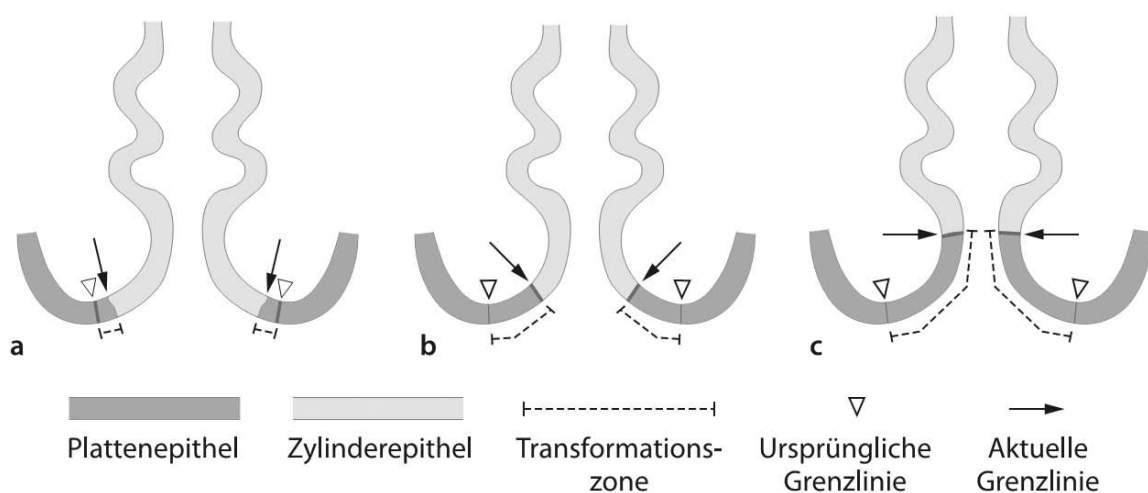 a
b
c
Plattenepithel
Zylinderepithel
Transformations-
zone
Ursprüngliche
Grenzlinie
Aktuelle
Grenzlinie